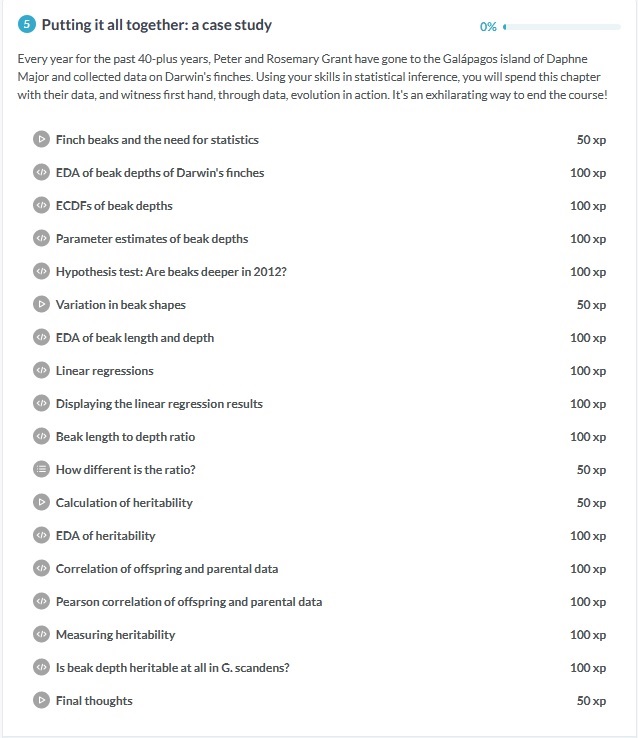 5 Putting it all together: a case study 0%
Every year for the past 40-plus years, Peter and Rosemary Grant have gone to the Galápagos island of Daphne
Major and collected data on Darwin's finches. Using your skills in statistical inference, you will spend this chapter
with their data, and witness first hand, through data, evolution in action. It's an exhilarating way to end the course!
Finch beaks and the need for statistics 50 xp
EDA of beak depths of Darwin's finches 100 xp
ECDFs of beak depths 100 xp
Parameter estimates of beak depths 100 xp
Hypothesis test: Are beaks deeper in 2012? 100 xp
Variation in beak shapes 50 xp
EDA of beak length and depth 100 xp
Linear regressions 100 xp
Displaying the linear regression results 100 xp
Beak length to depth ratio 100 xp
How different is the ratio? 50 xp
Calculation of heritability 50 xp
EDA of heritability 100 xp
Correlation of offspring and parental data 100 xp
Pearson correlation of offspring and parental data 100 xp
Measuring heritability 100 xp
Is beak depth heritable at all in G. scandens? 100 xp
Final thoughts 50 xp